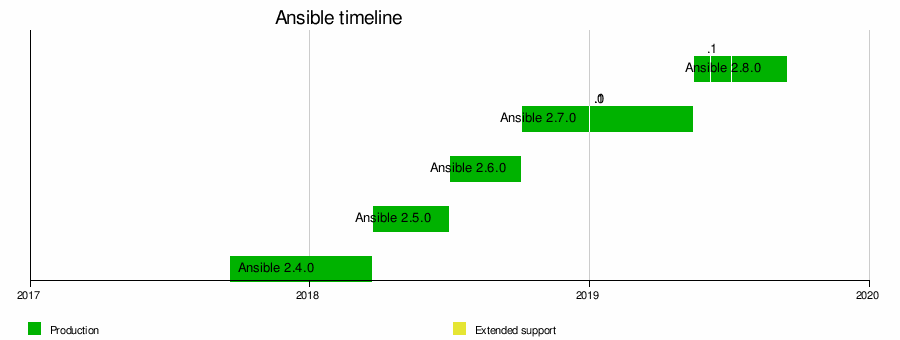 Ansible timeline
.1
Ansible 2.8.0
Ansible 2.7.0
Ansible 2.6.0
Ansible 2.5.0
Ansible 2.4.0
2017 2018 2019 2020
Production Extended support